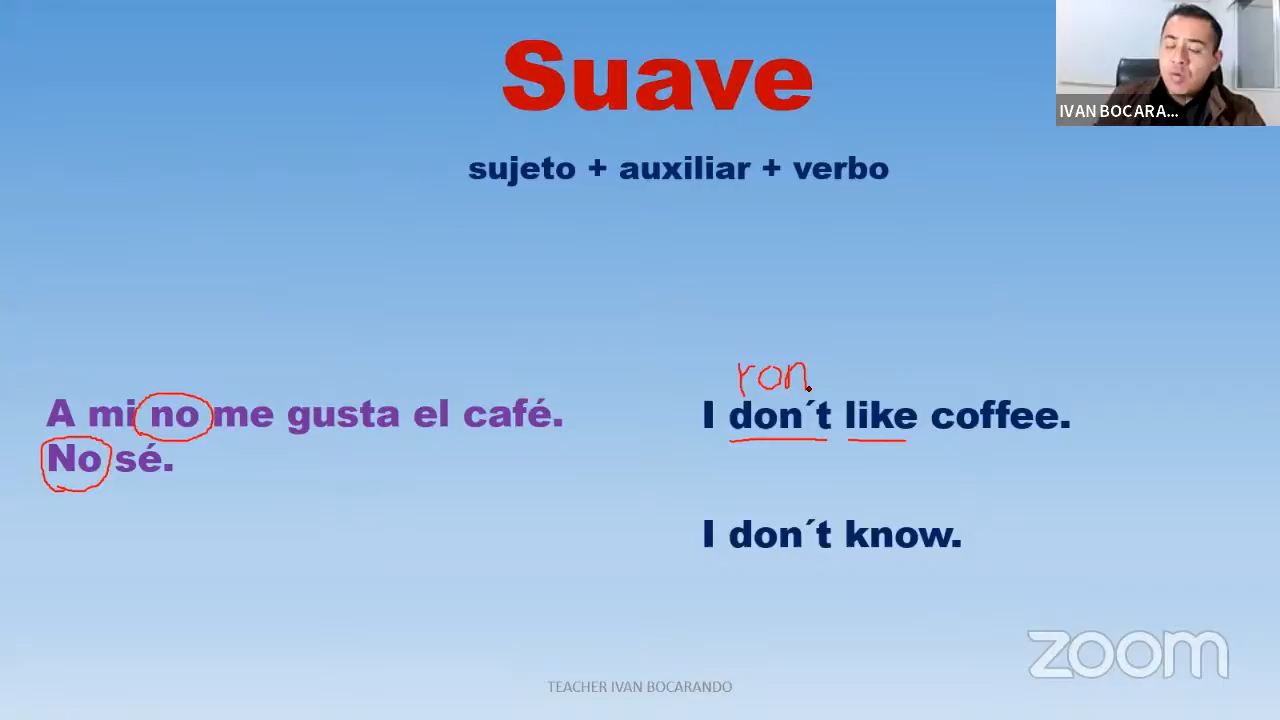 Suave
IVAN BOCARA...
sujeto + auxiliar + verbo
ron
A mi no me gusta el café.
No sé.
I don´t like coffee.
I don´t know.
zoom
TEACHER IVAN BOCARANDO